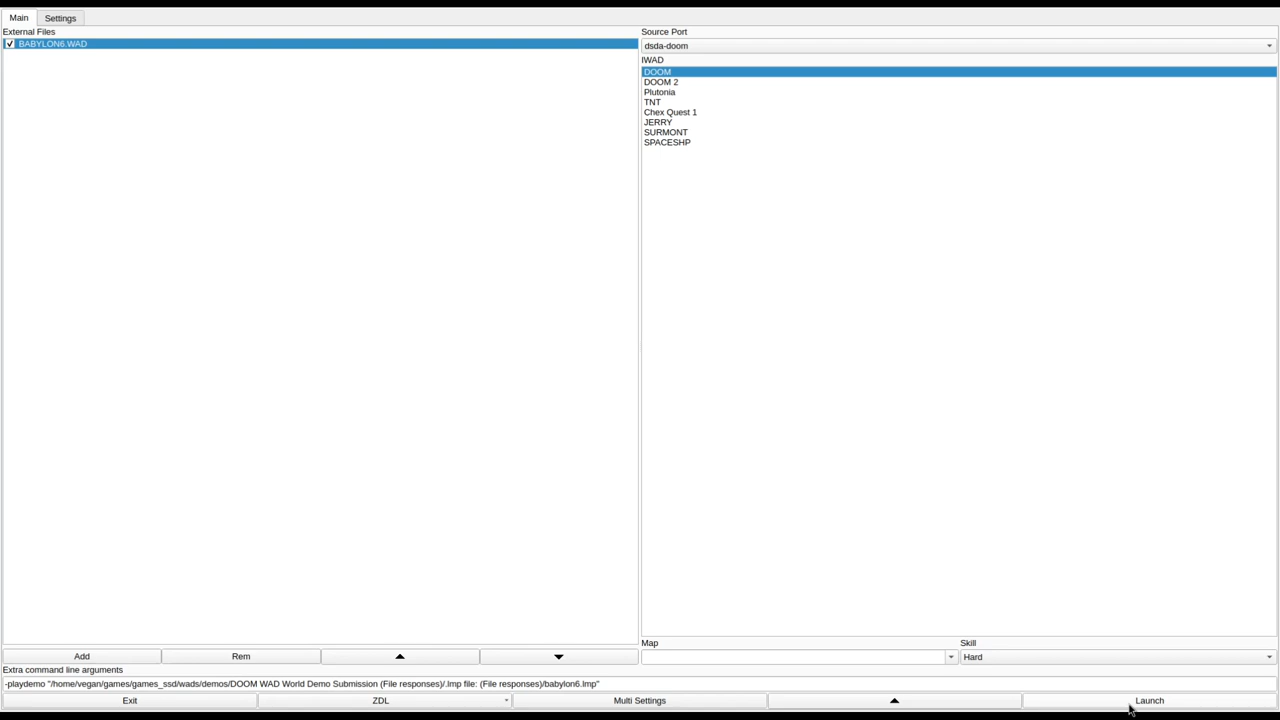 Main Settings
External Files
BABYLON6.WAD
Source Port
dsda-doom
IWAD
DOOM
DOOM 2
Plutonia
TNT
Chex Quest 1
JERRY
SURMONT
SPACESHP
Add Rem
Map Skill
Hard
Extra command line arguments
-playdemo "/home/vegan/games/games_ssd/wads/demos/DOOM WAD World Demo Submission (File responses)/.lmp file: (File responses)/babylon6.lmp"
Exit ZDL Multi Settings Launch